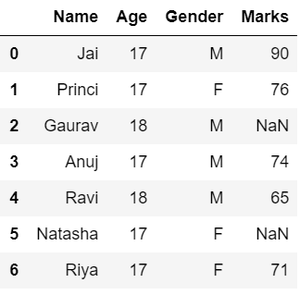 Name Age Gender Marks
0 Jai 17 M 90
1 Princi 17 F 76
2 Gaurav 18 M NaN
3 Anuj 17 M 74
4 Ravi 18 M 65
5 Natasha 17 F NaN
6 Riya 17 F 71